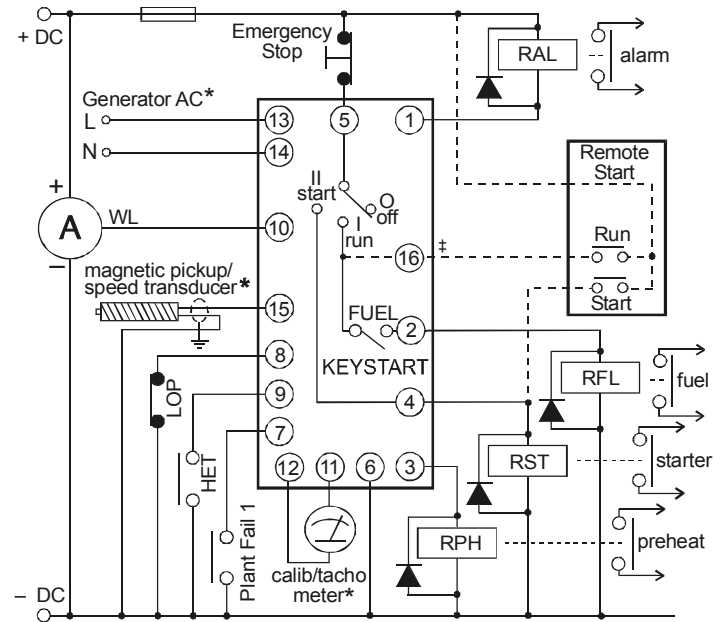 + DC
Emergency
Stop
RAL
alarm
Generator AC*
L
N
13
14
5
1
Remote
Start
II
start
O
off
I
run
+
A
−
WL
10
16
‡
Run
Start
magnetic pickup/
speed transducer*
15
FUEL
2
KEYSTART
8
LOP
9
HET
7
4
RFL
fuel
RST
starter
12
11
6
3
RPH
preheat
Plant Fail 1
calib/tacho
meter*
− DC